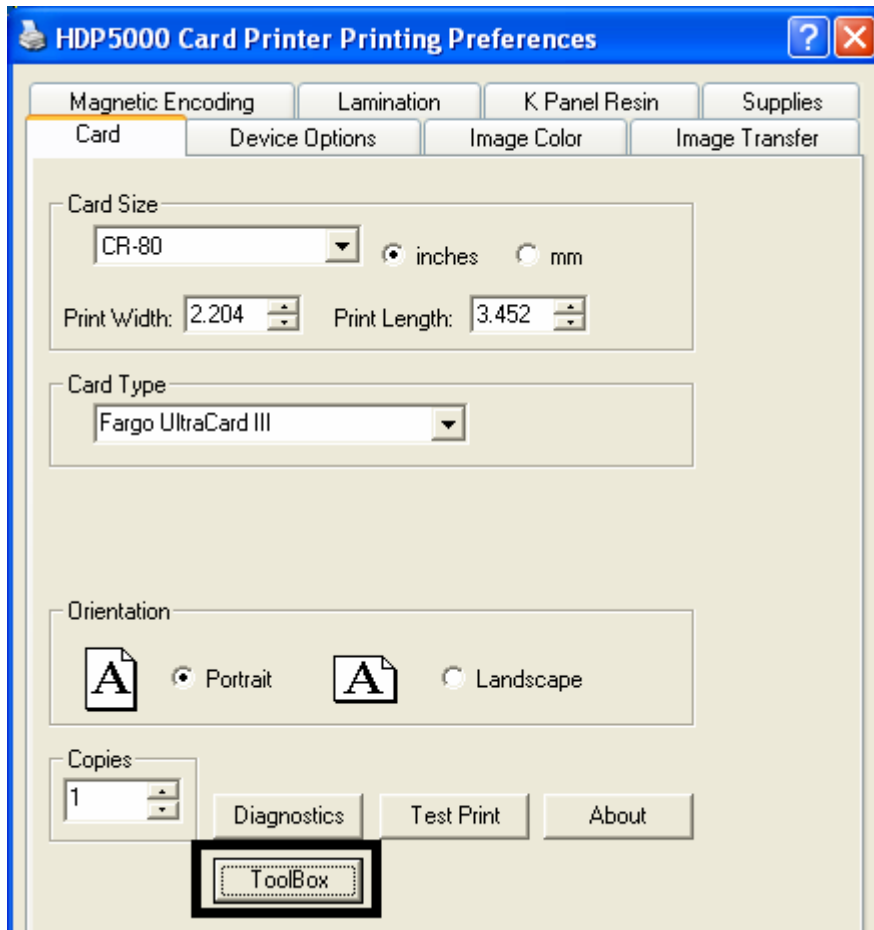 HDP5000 Card Printer Printing Preferences
Magnetic Encoding Lamination K Panel Resin Supplies
Card Device Options Image Color Image Transfer
Card Size
CR-80 inches mm
Print Width: 2.204 Print Length: 3.452
Card Type
Fargo UltraCard III
Orientation
A Portrait A Landscape
Copies
1 Diagnostics Test Print About
ToolBox